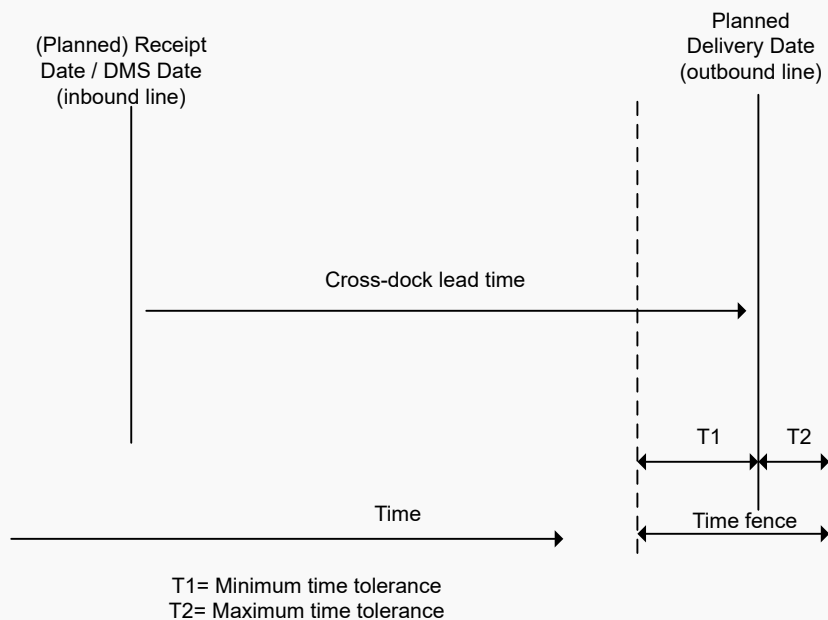 (Planned) Receipt
Date / DMS Date
(inbound line)
Planned
Delivery Date
(outbound line)
Cross-dock lead time
T1
T2
Time
Time fence
T1= Minimum time tolerance
T2= Maximum time tolerance